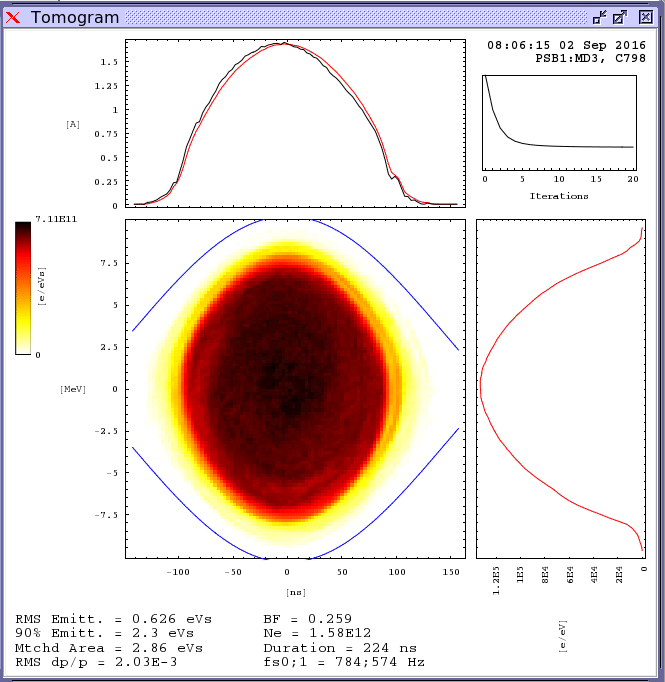 Tomogram
08:06:15 02 Sep 2016
PSB1:MD3, C798
1.5
1.25
1
0.75
0.5
0.25
0
[A]
0 5 10 15 20
Iterations
7.11E11
[e/eVs]
0
7.5
5
2.5
0
-2.5
-5
-7.5
[MeV]
-100 -50 0 50 100 150
[ns]
1.2E5 1E5 8E4 6E4 4E4 2E4 0
[e/eV]
RMS Emitt. = 0.626 eVs BF = 0.259
90% Emitt. = 2.3 eVs Ne = 1.58E12
Mtchd Area = 2.86 eVs Duration = 224 ns
RMS dp/p = 2.03E-3 fs0;1 = 784;574 Hz